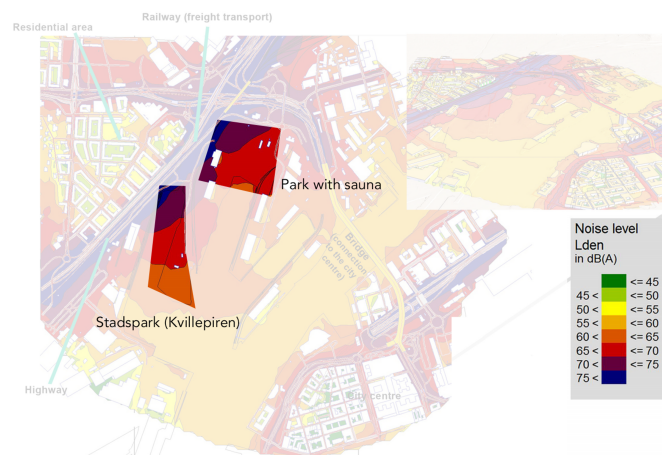 Railway (freight transport)
Residential area
Park with sauna
Bridge
(connection
to the city
centre)
Stadspark (Kvillepiren)
Highway
City centre
Noise level
Lden
in dB(A)
<= 45
45 < <= 50
50 < <= 55
55 < <= 60
60 < <= 65
65 < <= 70
70 < <= 75
75 <